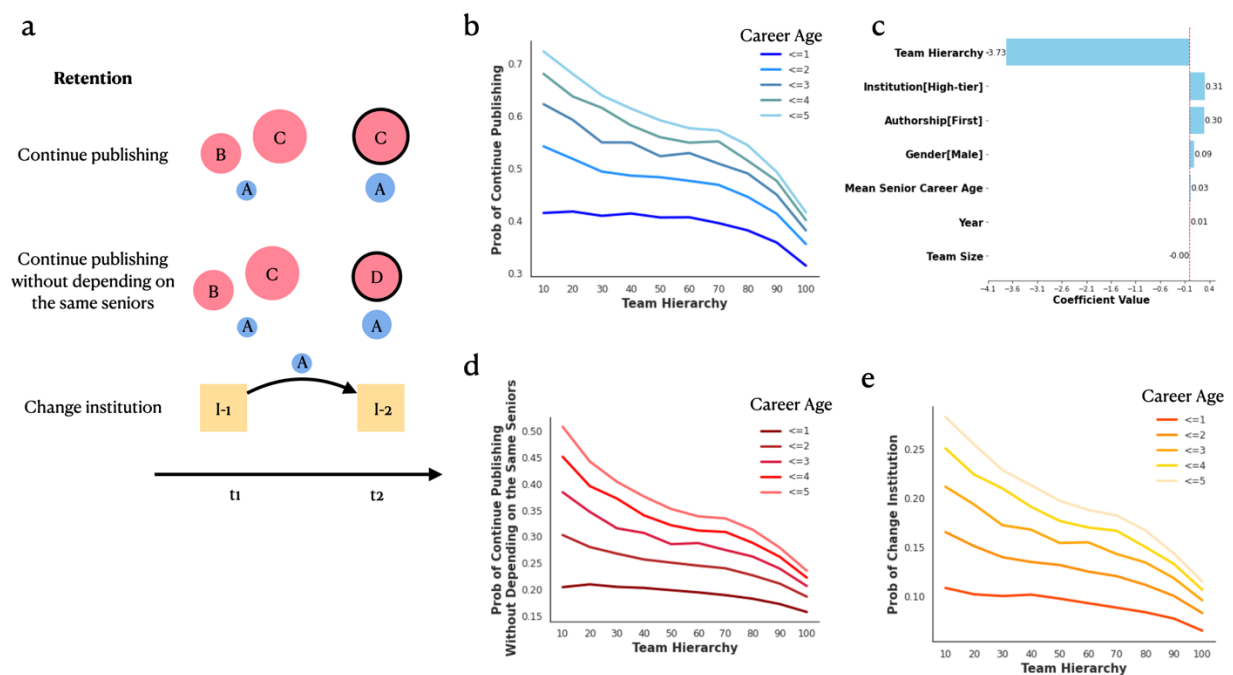 a
Retention
Continue publishing
B
C
C
A
A
Continue publishing
without depending on
the same seniors
B
C
D
A
A
Change institution
A
I-1
I-2
t1
t2
b
Career Age
<=1
<=2
<=3
<=4
<=5
Prob of Continue Publishing
0.7
0.6
0.5
0.4
0.3
10 20 30 40 50 60 70 80 90 100
Team Hierarchy
c
Team Hierarchy
-3.73
Institution[High-tier]
0.31
Authorship[First]
0.30
Gender[Male]
0.09
Mean Senior Career Age
0.03
Year
0.01
Team Size
-0.00
−4.1 −3.6 −3.1 −2.6 −2.1 −1.6 −1.1 −0.6 −0.1 0.4
Coefficient Value
d
Career Age
<=1
<=2
<=3
<=4
<=5
Prob of Continue Publishing
Without Depending on the Same Seniors
0.50
0.45
0.40
0.35
0.30
0.25
0.20
0.15
10 20 30 40 50 60 70 80 90 100
Team Hierarchy
e
Career Age
<=1
<=2
<=3
<=4
<=5
Prob of Change Institution
0.25
0.20
0.15
0.10
10 20 30 40 50 60 70 80 90 100
Team Hierarchy